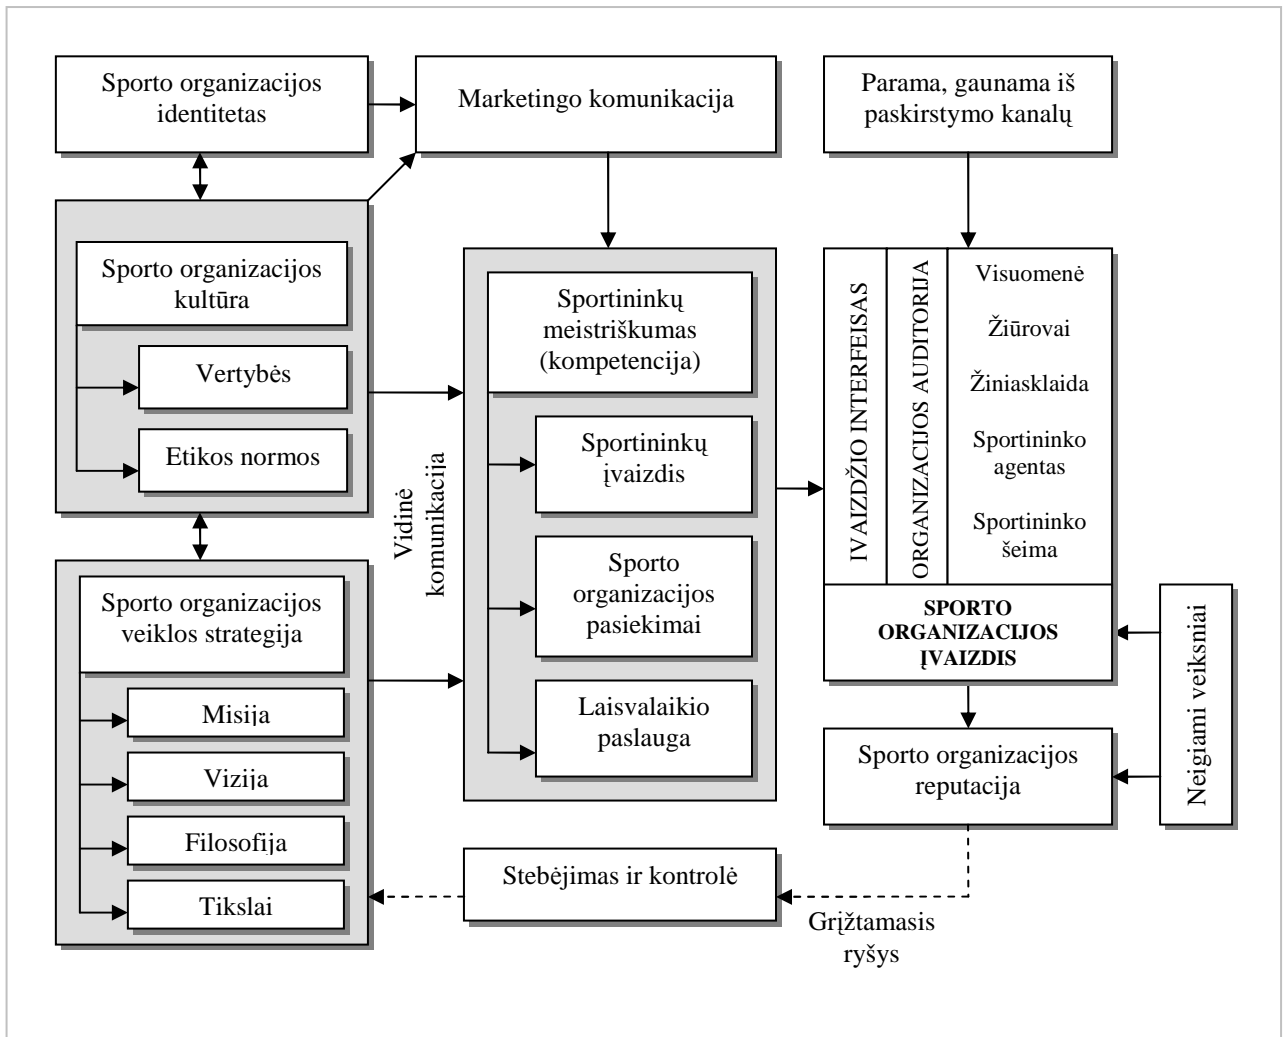 Sporto organizacijos
identitetas
Marketingo komunikacija
Parama, gaunama iš
paskirstymo kanalų
Sporto organizacijos
kultūra
Vertybės
Etikos normos
Vidinė
komunikacija
Sportininkų
meistriškumas
(kompetencija)
Sportininkų
įvaizdis
Sporto
organizacijos
pasiekimai
Laisvalaikio
paslauga
IVAIZDŽIO INTERFEISAS
ORGANIZACIJOS AUDITORIJA
Visuomenė
Žiūrovai
Žiniasklaida
Sportininko
agentas
Sportininko
šeima
SPORTO
ORGANIZACIJOS
ĮVAIZDIS
Neigiami veiksniai
Sporto organizacijos
veiklos strategija
Misija
Vizija
Filosofija
Tikslai
Sporto organizacijos
reputacija
Stebėjimas ir kontrolė
Grįžtamasis
ryšys